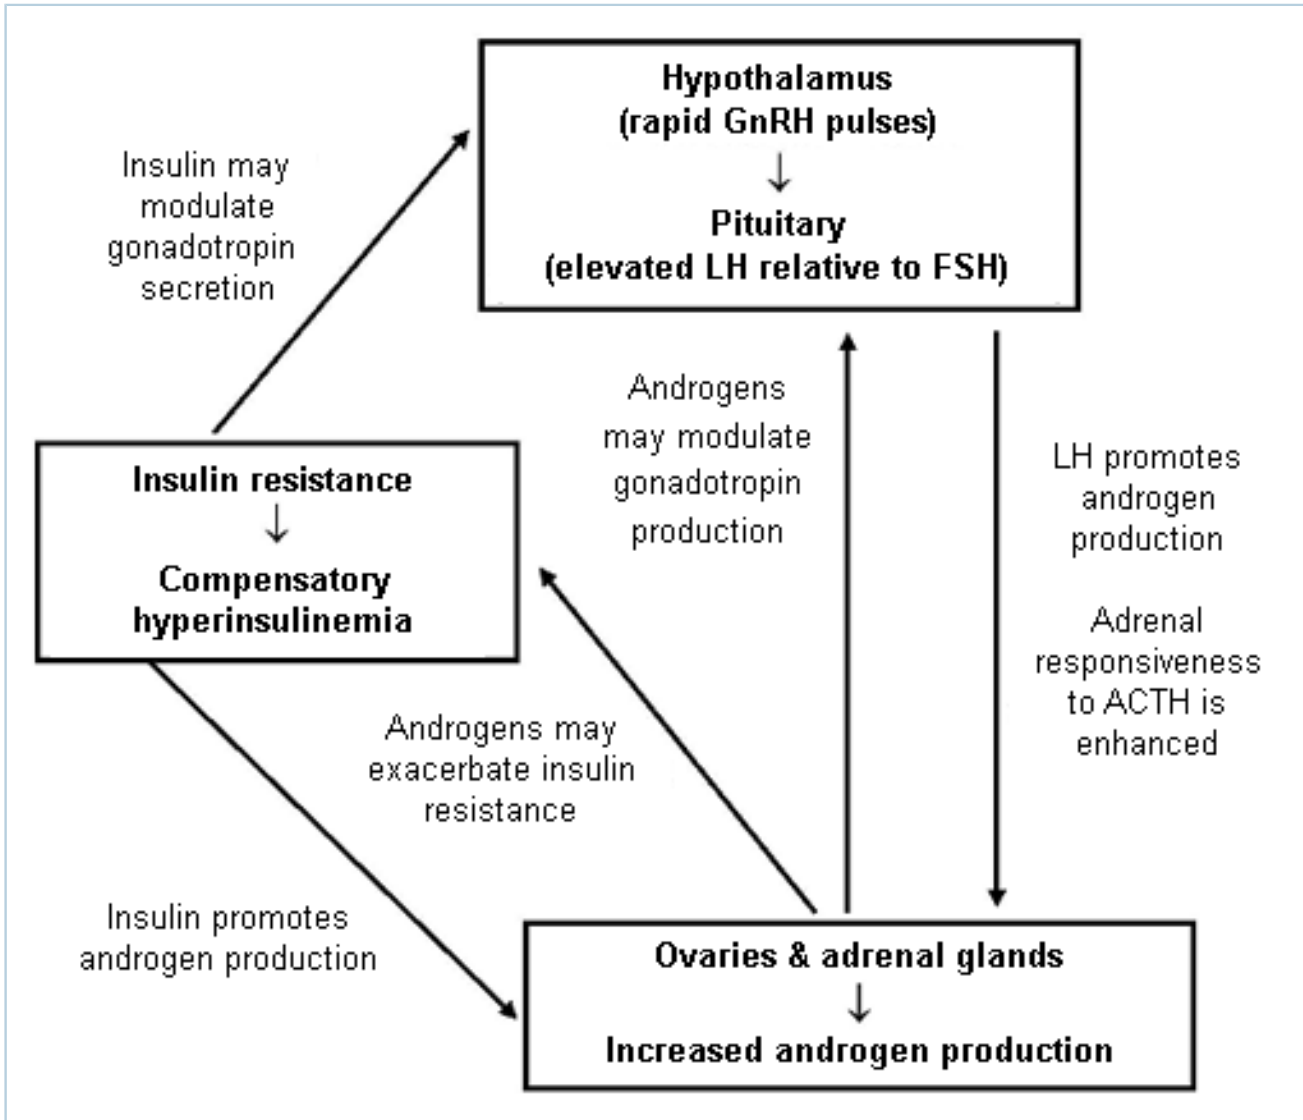 Hypothalamus
(rapid GnRH pulses)
↓
Pituitary
(elevated LH relative to FSH)
Insulin may
modulate
gonadotropin
secretion
Androgens
may modulate
gonadotropin
production
LH promotes
androgen
production
Adrenal
responsiveness
to ACTH is
enhanced
Insulin resistance
↓
Compensatory
hyperinsulinemia
Androgens may
exacerbate insulin
resistance
Insulin promotes
androgen production
Ovaries & adrenal glands
↓
Increased androgen production